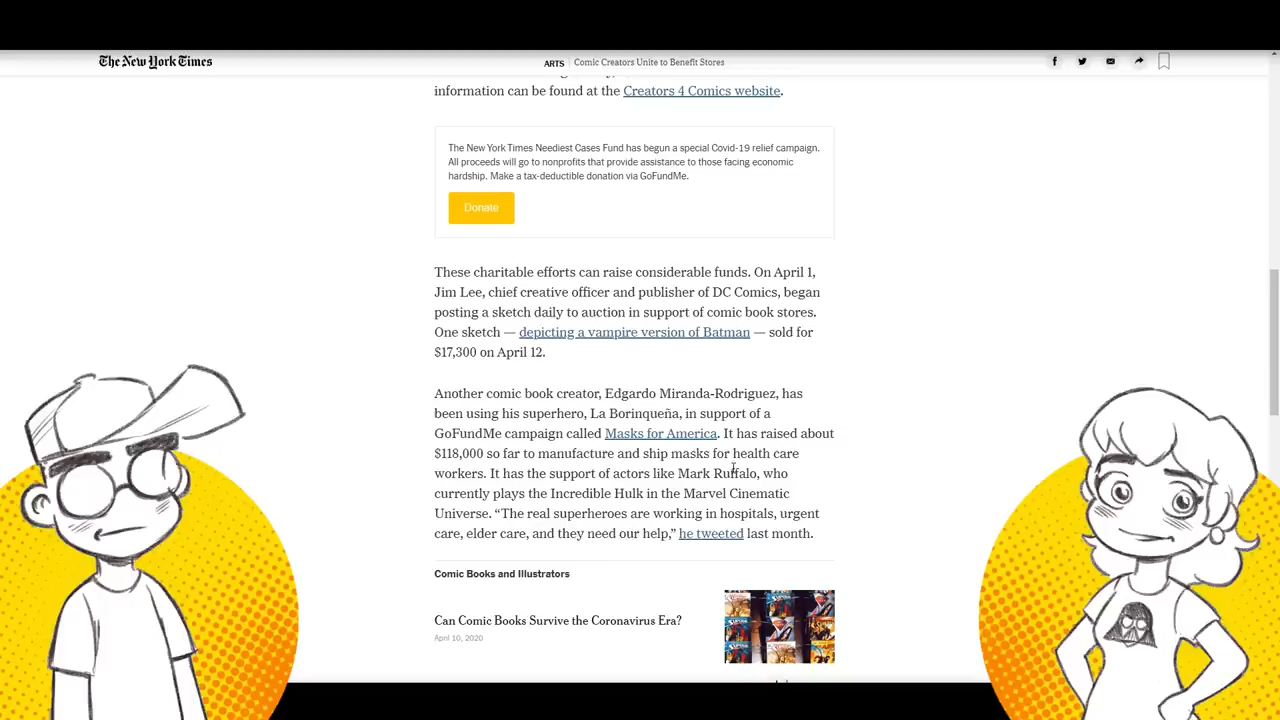 The New York Times
ARTS | Comic Creators Unite to Benefit Stores
information can be found at the Creators 4 Comics website.
The New York Times Neediest Cases Fund has begun a special Covid-19 relief campaign.
All proceeds will go to nonprofits that provide assistance to those facing economic
hardship. Make a tax-deductible donation via GoFundMe.
Donate
These charitable efforts can raise considerable funds. On April 1,
Jim Lee, chief creative officer and publisher of DC Comics, began
posting a sketch daily to auction in support of comic book stores.
One sketch — depicting a vampire version of Batman — sold for
$17,300 on April 12.
Another comic book creator, Edgardo Miranda-Rodriguez, has
been using his superhero, La Borinqueña, in support of a
GoFundMe campaign called Masks for America. It has raised about
$118,000 so far to manufacture and ship masks for health care
workers. It has the support of actors like Mark Ruffalo, who
currently plays the Incredible Hulk in the Marvel Cinematic
Universe. “The real superheroes are working in hospitals, urgent
care, elder care, and they need our help,” he tweeted last month.
Comic Books and Illustrators
Can Comic Books Survive the Coronavirus Era?
April 10, 2020